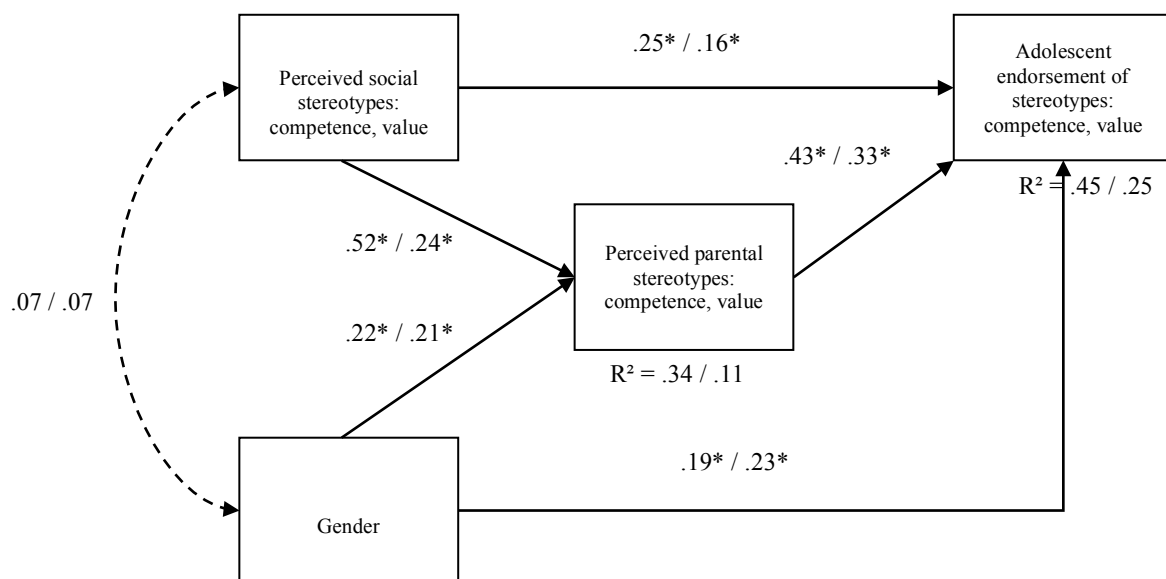 .25* / .16*
Perceived social
stereotypes:
competence, value
Adolescent
endorsement of
stereotypes:
competence, value
.43* / .33*
R² = .45 / .25
.52* / .24*
Perceived parental
stereotypes:
competence, value
.07 / .07
.22* / .21*
R² = .34 / .11
.19* / .23*
Gender